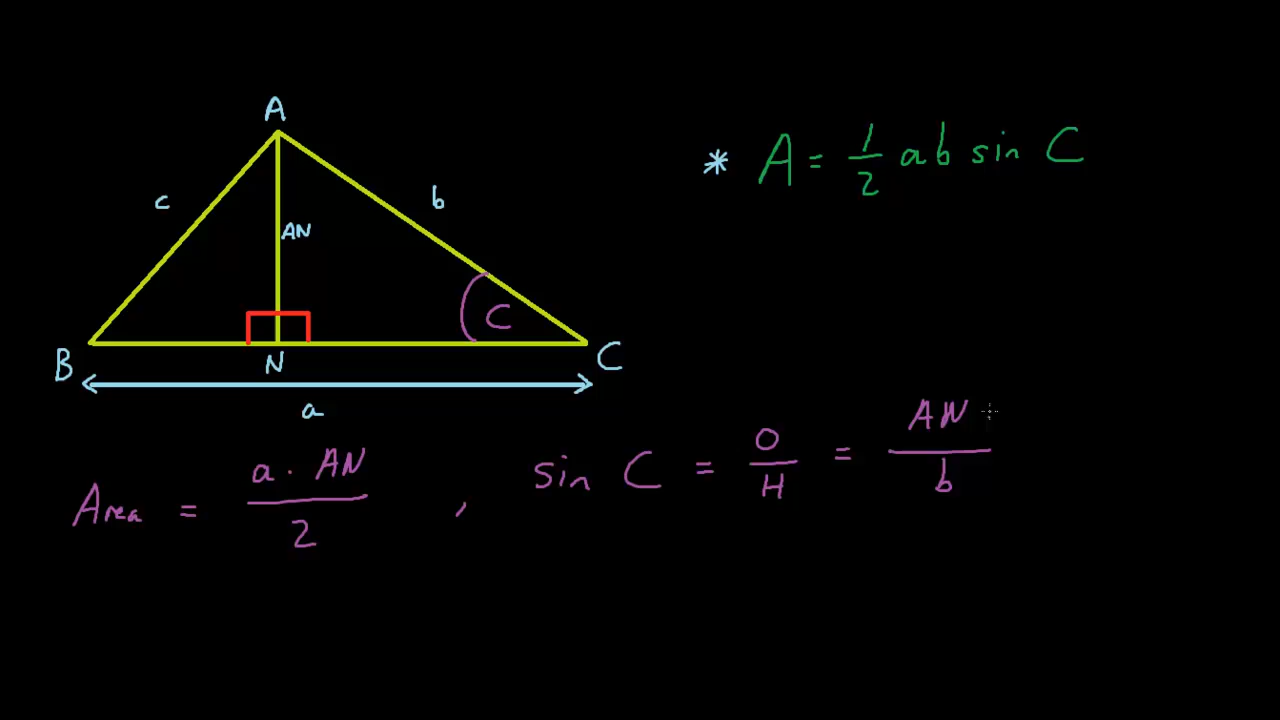 A
* A = 1/2 ab sin C
c
b
AN
C
B
N
C
a
Area = a · AN / 2 , sin C = O/H = AN/b